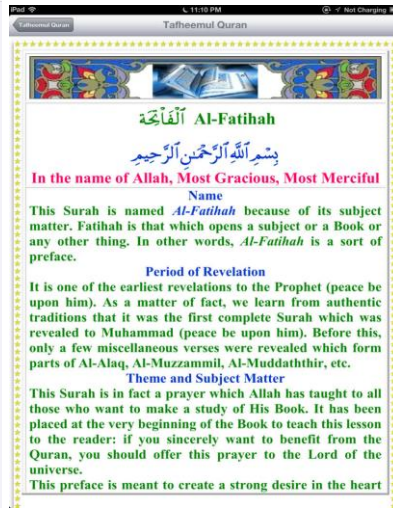 iPad 11:10 PM Not Charging
Tafheemul Quran Tafheemul Quran
ٱلْفَاتِحَة Al-Fatihah
بِسْمِ ٱللَّهِ ٱلرَّحْمَٰنِ ٱلرَّحِيمِ
In the name of Allah, Most Gracious, Most Merciful
Name
This Surah is named Al-Fatihah because of its subject
matter. Fatihah is that which opens a subject or a Book or
any other thing. In other words, Al-Fatihah is a sort of
preface.
Period of Revelation
It is one of the earliest revelations to the Prophet (peace be
upon him). As a matter of fact, we learn from authentic
traditions that it was the first complete Surah which was
revealed to Muhammad (peace be upon him). Before this,
only a few miscellaneous verses were revealed which form
parts of Al-Alaq, Al-Muzzammil, Al-Muddaththir, etc.
Theme and Subject Matter
This Surah is in fact a prayer which Allah has taught to all
those who want to make a study of His Book. It has been
placed at the very beginning of the Book to teach this lesson
to the reader: if you sincerely want to benefit from the
Quran, you should offer this prayer to the Lord of the
universe.
This preface is meant to create a strong desire in the heart